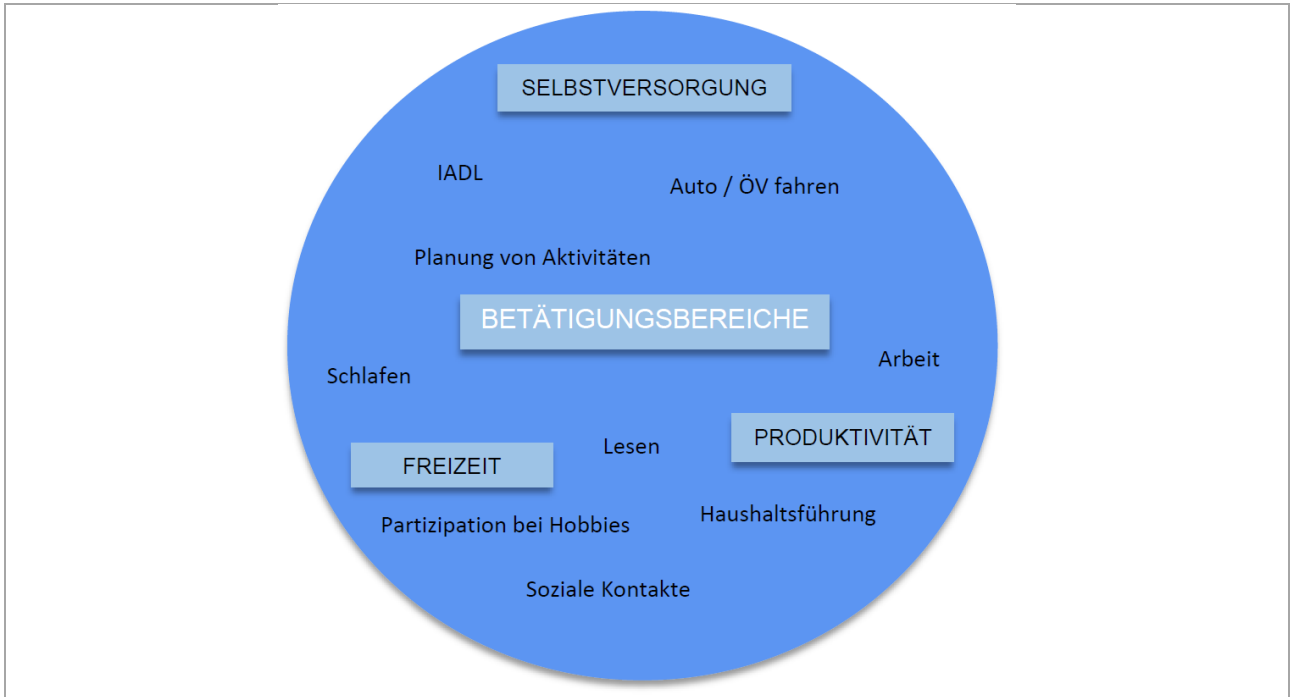 SELBSTVERSORGUNG
IADL
Auto / ÖV fahren
Planung von Aktivitäten
BETÄTIGUNGSBEREICHE
Arbeit
Schlafen
PRODUKTIVITÄT
Lesen
FREIZEIT
Haushaltsführung
Partizipation bei Hobbies
Soziale Kontakte